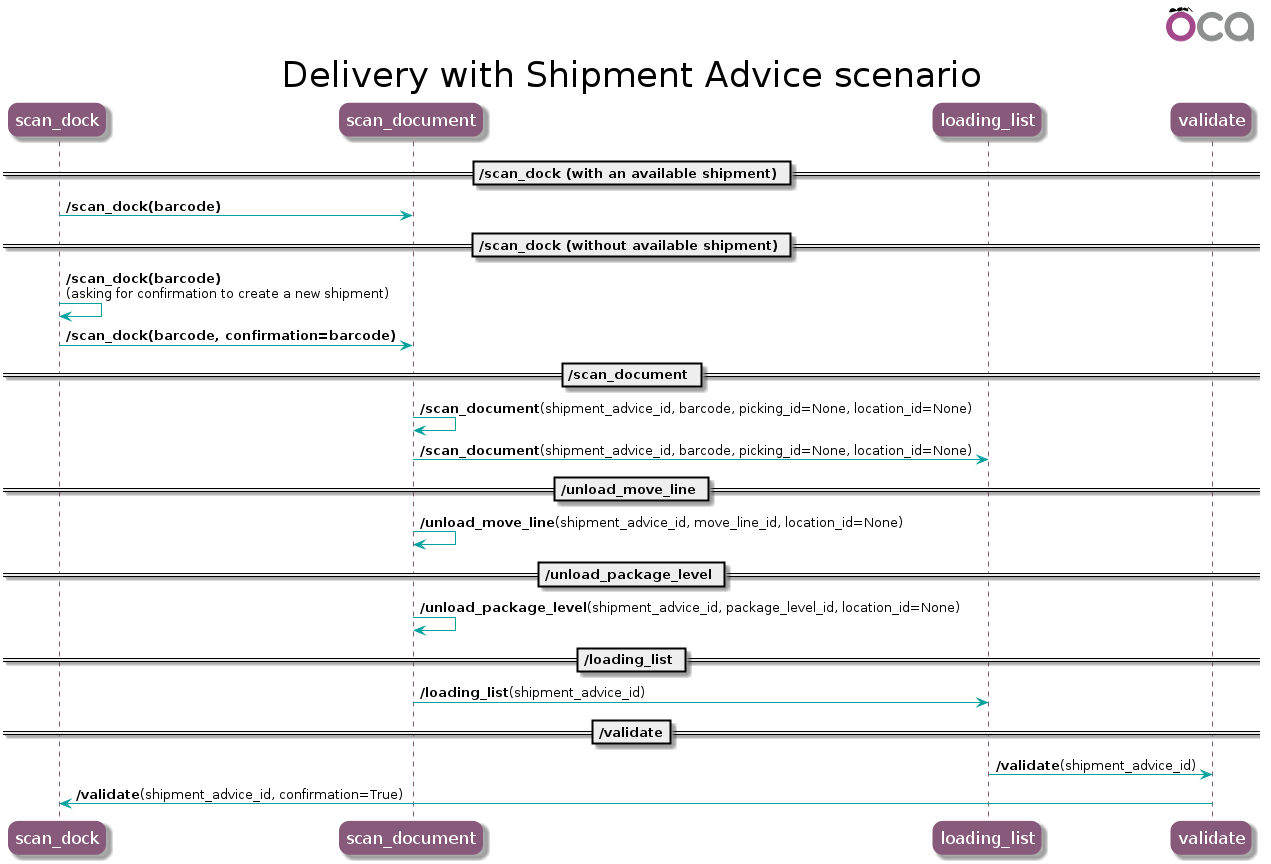 oca
Delivery with Shipment Advice scenario
scan_dock
scan_document
loading_list
validate
/scan_dock (with an available shipment)
/scan_dock(barcode)
/scan_dock (without available shipment)
/scan_dock(barcode)
(asking for confirmation to create a new shipment)
/scan_dock(barcode, confirmation=barcode)
/scan_document
/scan_document(shipment_advice_id, barcode, picking_id=None, location_id=None)
/scan_document(shipment_advice_id, barcode, picking_id=None, location_id=None)
/unload_move_line
/unload_move_line(shipment_advice_id, move_line_id, location_id=None)
/unload_package_level
/unload_package_level(shipment_advice_id, package_level_id, location_id=None)
/loading_list
/loading_list(shipment_advice_id)
/validate
/validate(shipment_advice_id)
/validate(shipment_advice_id, confirmation=True)
scan_dock
scan_document
loading_list
validate